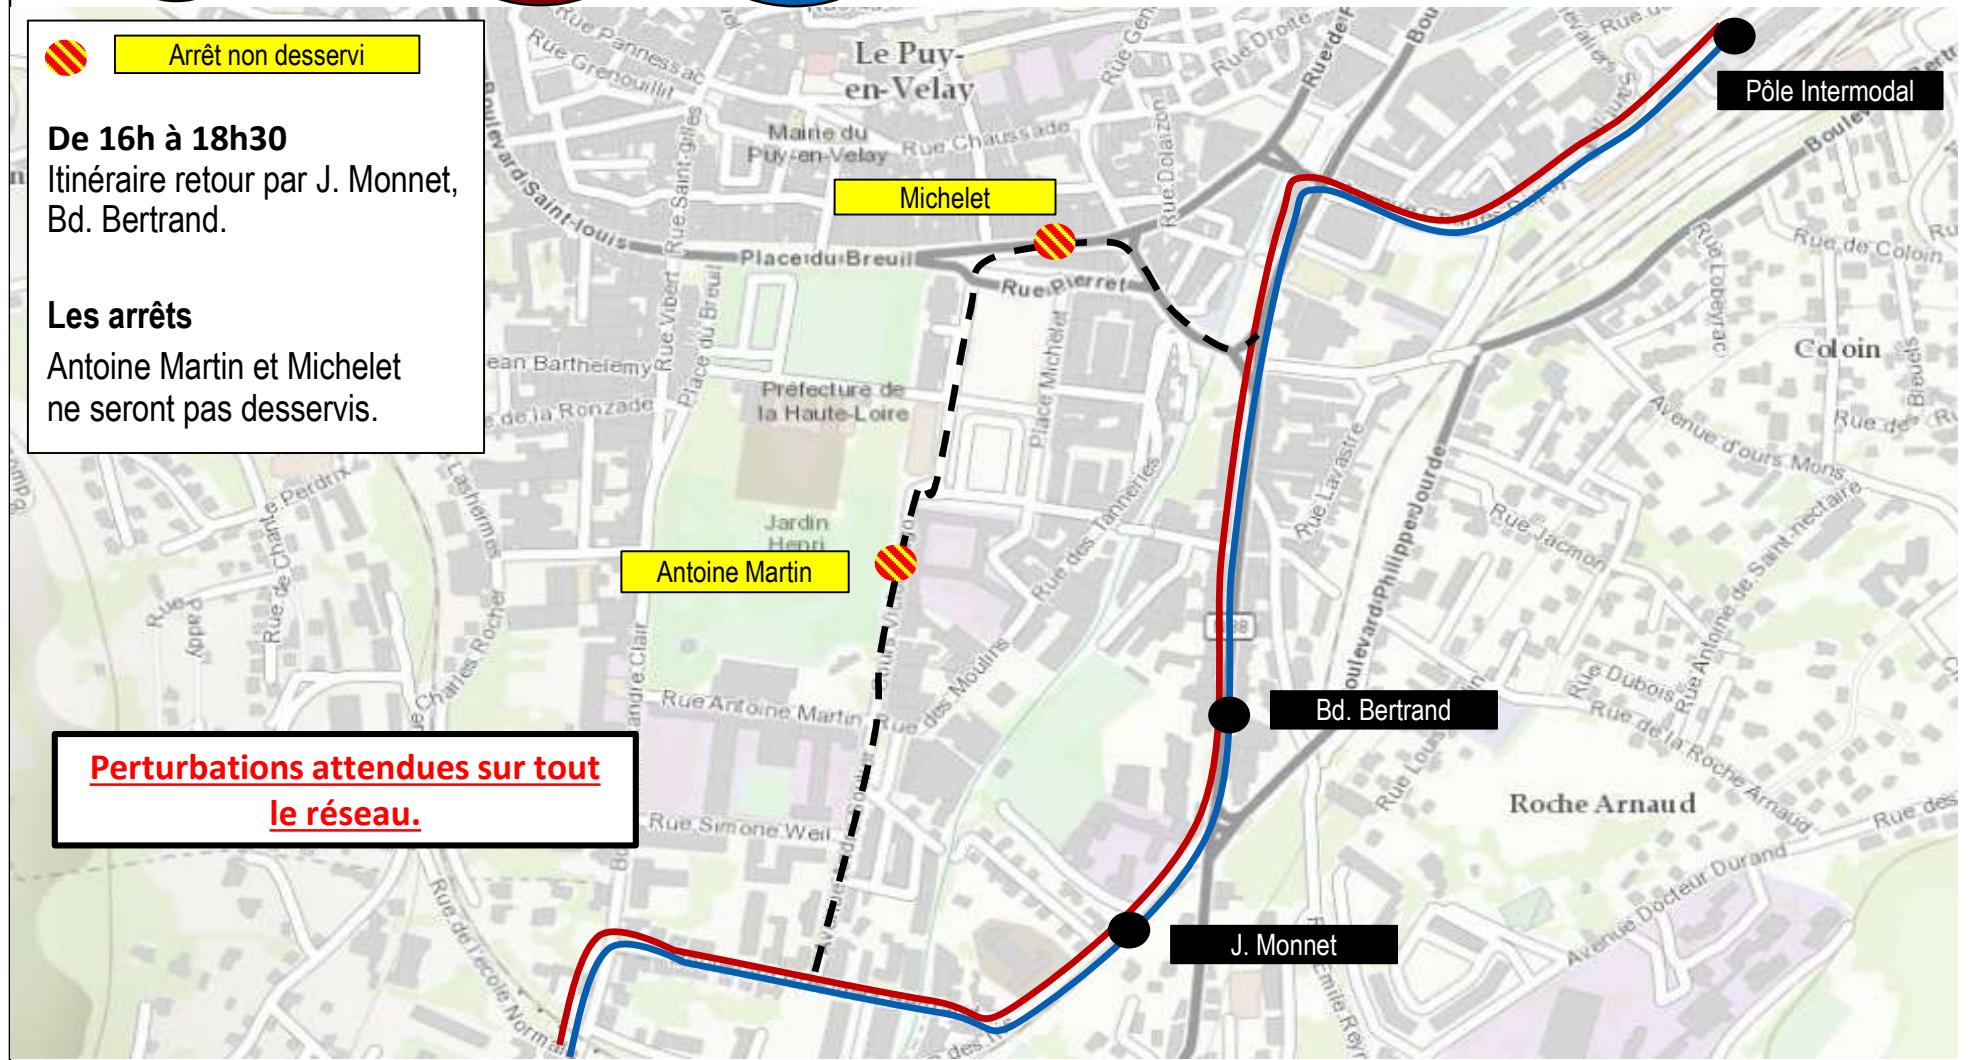 Arrêt non desservi
De 16h à 18h30
Itinéraire retour par J. Monnet,
Bd. Bertrand.
Les arrêts
Antoine Martin et Michelet
ne seront pas desservis.
Perturbations attendues sur tout
le réseau.
Pôle Intermodal
Michelet
Antoine Martin
Bd. Bertrand
J. Monnet
Le Puy-
en-Velay
Mairie du
Puy-en-Velay
Rue Pannessac
Rue Grenouillit
Rue Chaussade
Rue Droite
Rue Dolaizon
Rue Saint-gilles
Boulevard Saint-louis
Place du Breuil
Rue Pierret
Rue Vibert
Place du Breuil
Place Michelet
Préfecture de
la Haute-Loire
Jardin
Henri
Rue des Tanneries
Rue des Moulins
Rue Antoine Martin
Rue Simone Weil
Rue Charles Rocher
Rue de Chante Perdrix
Rue Lavastre
Boulevard Philippe Jourde
Rue Lobeyrac
Rue de Coloin
Coloin
Avenue d'ours Mons
Rue Jacmon
Rue Antoine de Saint-nectaire
Rue Dubois
Rue de la Roche Arnaud
Roche Arnaud
Avenue Docteur Durand
Rue des